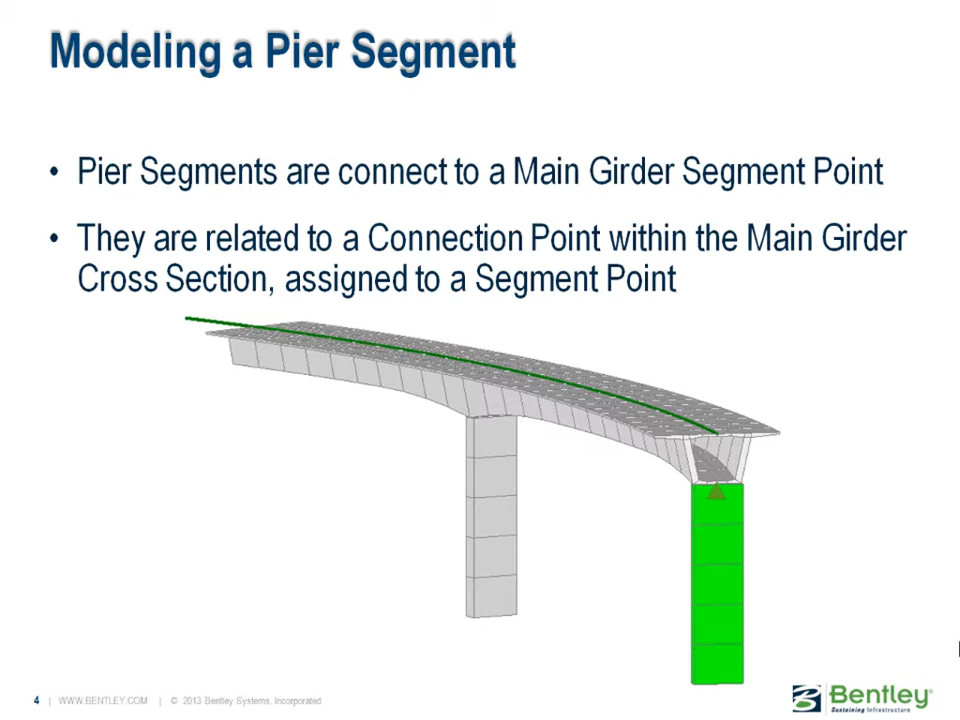 Modeling a Pier Segment
• Pier Segments are connect to a Main Girder Segment Point
• They are related to a Connection Point within the Main Girder
Cross Section, assigned to a Segment Point
4 | WWW.BENTLEY.COM | © 2013 Bentley Systems, Incorporated
Bentley®
Sustaining Infrastructure